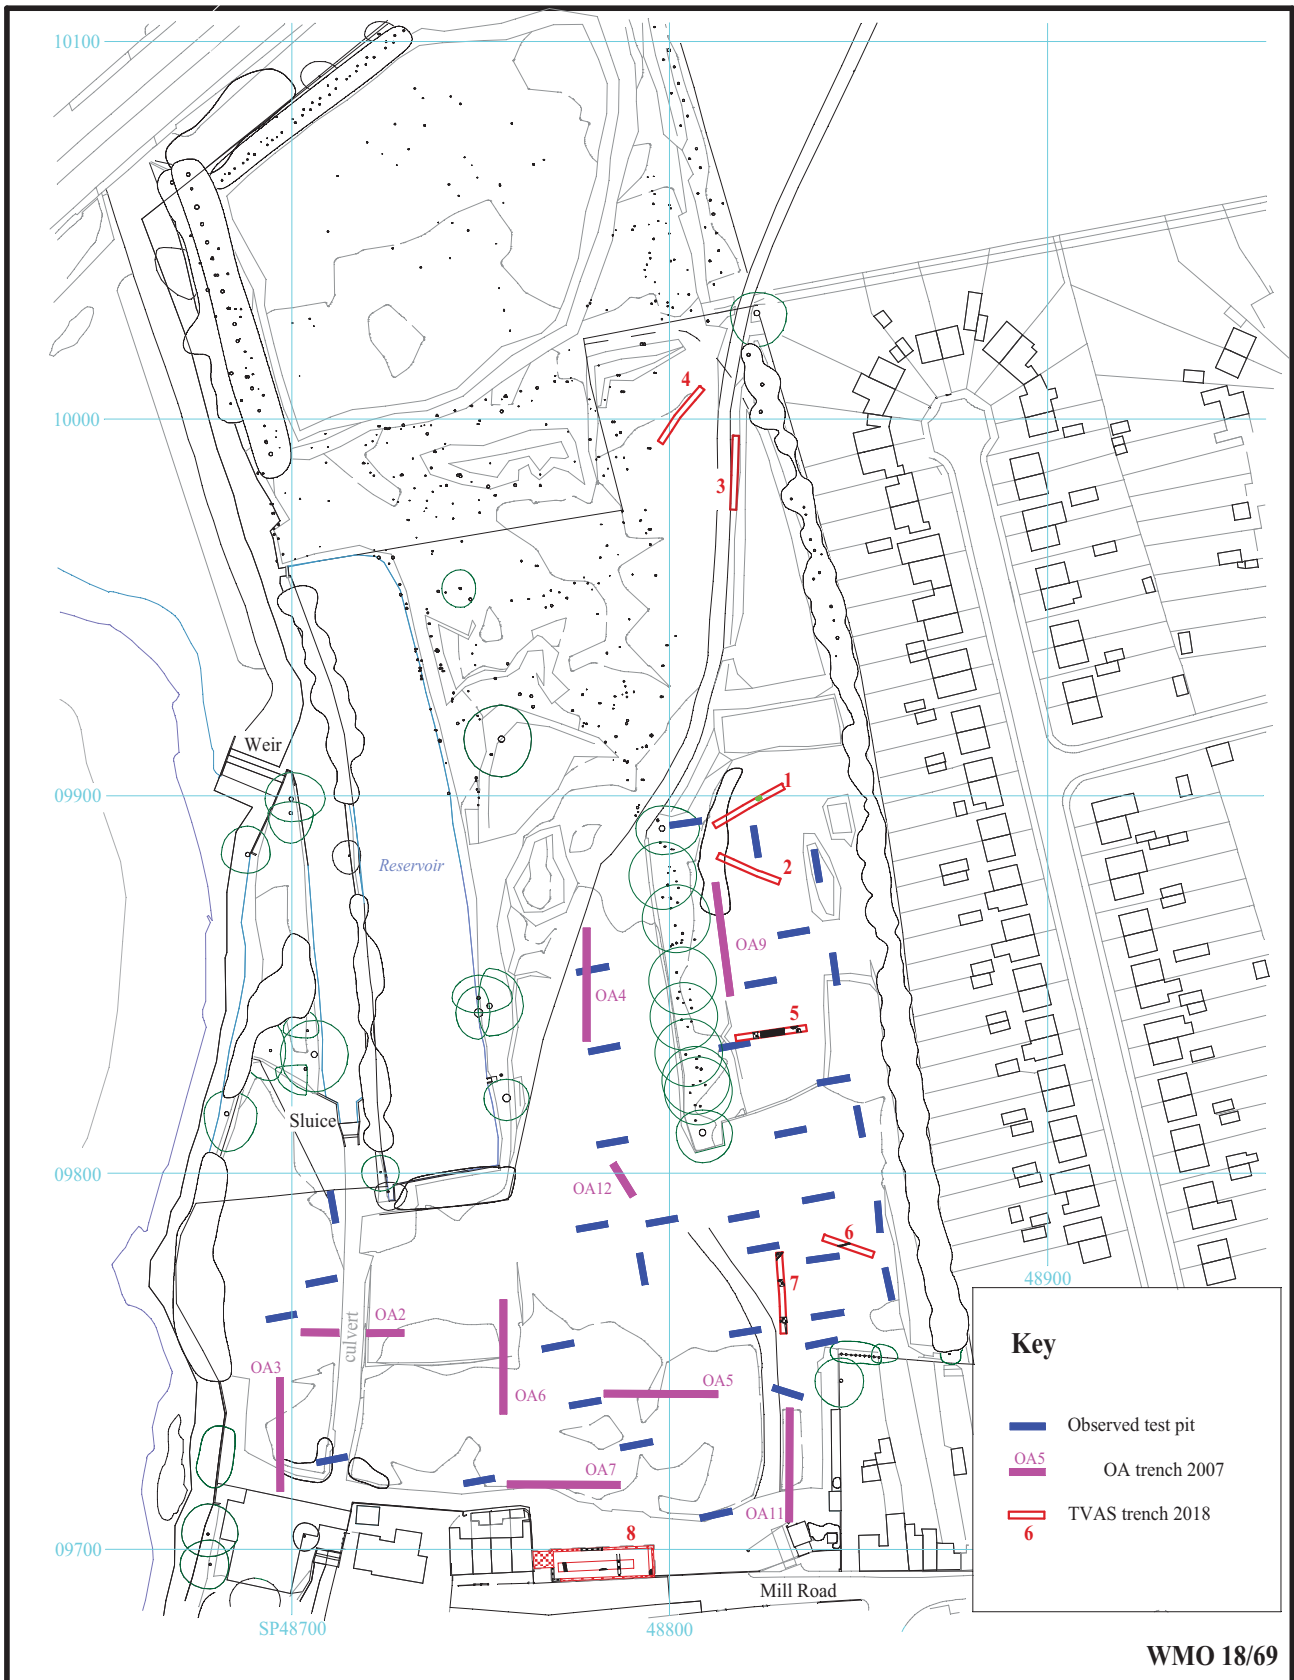 10100
4
10000
3
Weir
1
09900
Reservoir
2
OA9
OA4
5
Sluice
09800
OA12
6
7
48900
OA2
culvert
OA3
OA5
OA6
OA7
OA11
8
09700
Mill Road
SP48700
48800
Key
Observed test pit
OA5
OA trench 2007
TVAS trench 2018
6
WMO 18/69